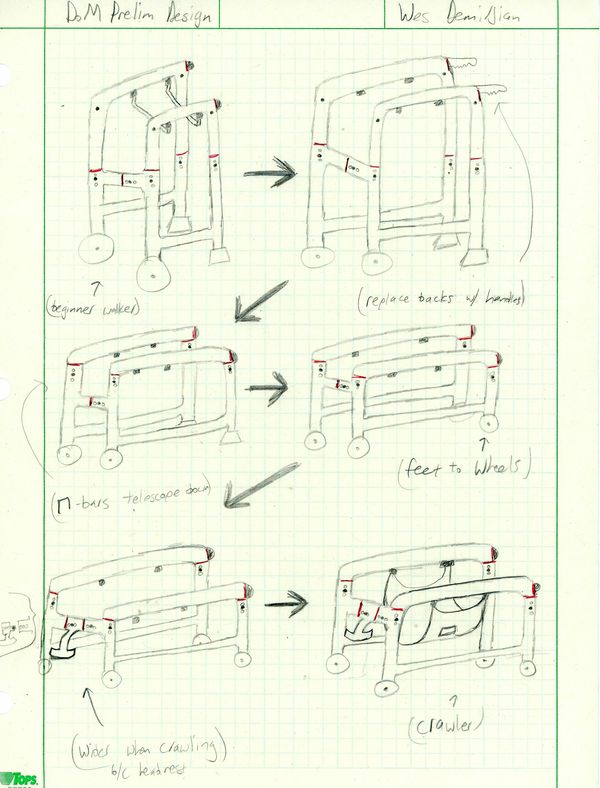 DoM Prelim Design
Wes Demirjian
(beginner walker)
(replace backs w/ handles)
(Π-bars telescope down)
(feet to wheels)
(Wider when crawling)
b/c headrest
(crawler)
TOPS